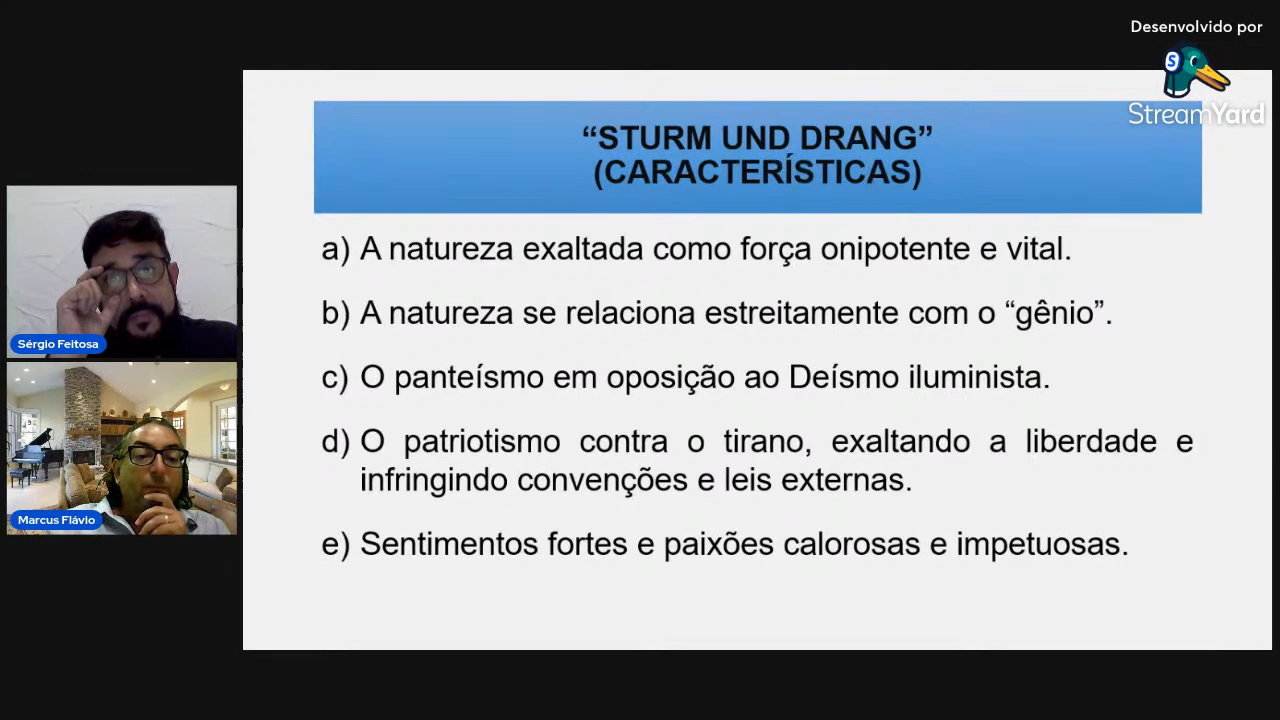 Desenvolvido por
S
StreamYard
“STURM UND DRANG”
(CARACTERÍSTICAS)
a) A natureza exaltada como força onipotente e vital.
b) A natureza se relaciona estreitamente com o “gênio”.
c) O panteísmo em oposição ao Deísmo iluminista.
d) O patriotismo contra o tirano, exaltando a liberdade e
infringindo convenções e leis externas.
e) Sentimentos fortes e paixões calorosas e impetuosas.
Sérgio Feitosa
Marcus Flávio